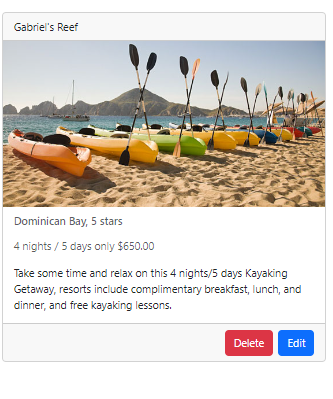 Gabriel's Reef
Dominican Bay, 5 stars
4 nights / 5 days only $650.00
Take some time and relax on this 4 nights/5 days Kayaking
Getaway, resorts include complimentary breakfast, lunch, and
dinner, and free kayaking lessons.
Delete Edit